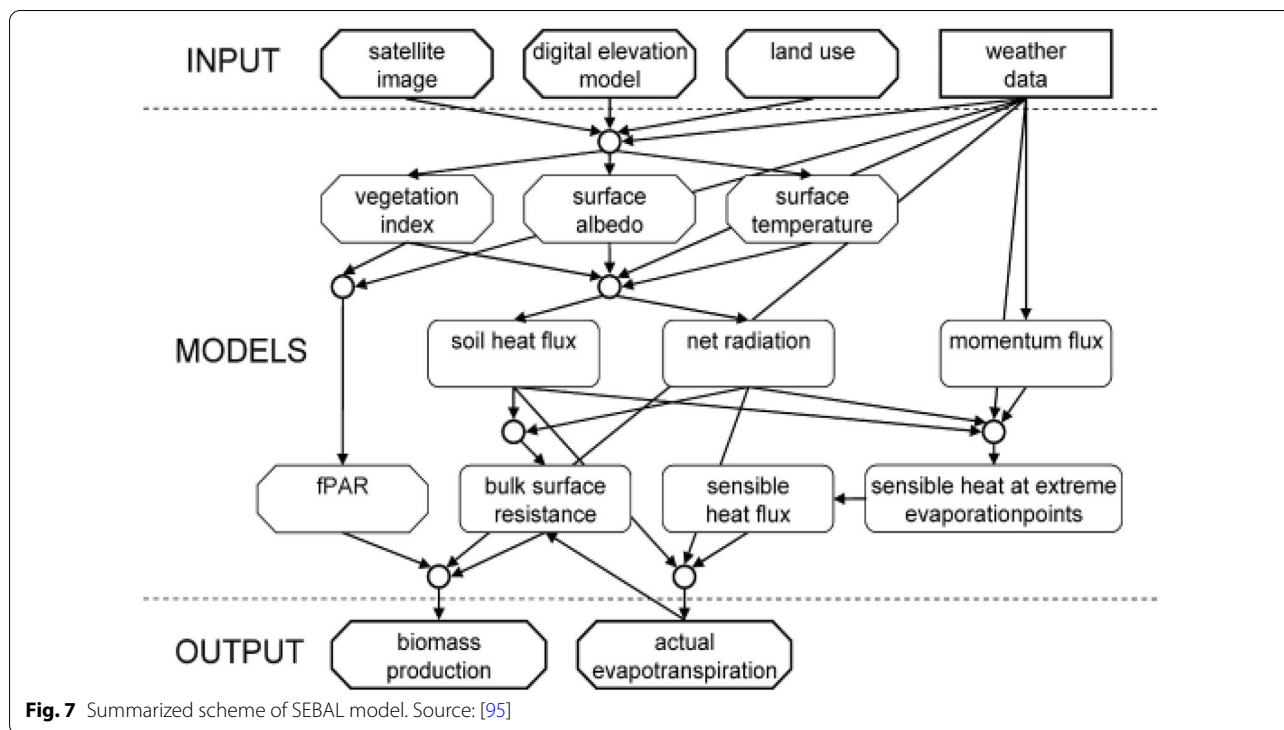 INPUT
satellite
image
digital elevation
model
land use
weather
data
vegetation
index
surface
albedo
surface
temperature
MODELS
soil heat flux
net radiation
momentum flux
fPAR
bulk surface
resistance
sensible
heat flux
sensible heat at extreme
evaporationpoints
OUTPUT
biomass
production
actual
evapotranspiration
Fig. 7 Summarized scheme of SEBAL model. Source: [95]